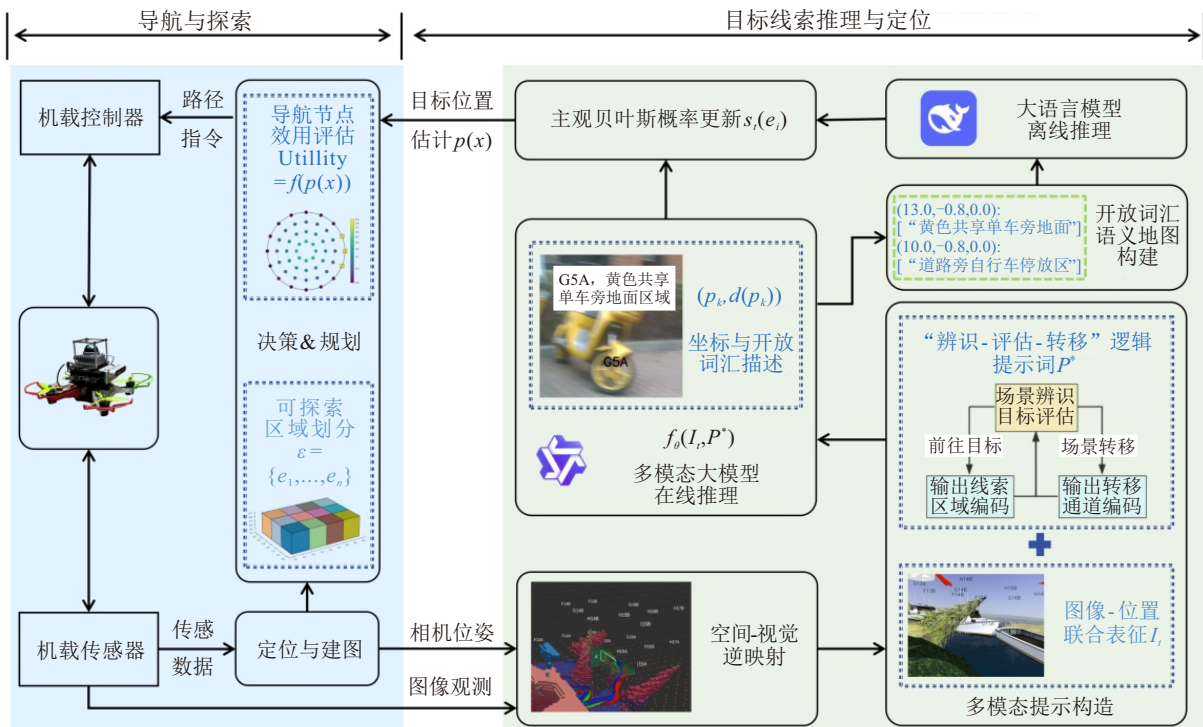 导航与探索
目标线索推理与定位
机载控制器
路径
指令
导航节点
效用评估
Utillity
=f(p(x))
决策&规划
可探索
区域划分
ε =
{e₁,…,eₙ}
机载传感器
传感
数据
定位与建图
目标位置
估计p(x)
相机位姿
图像观测
主观贝叶斯概率更新sₜ(eᵢ)
大语言模型
离线推理
(13.0,−0.8,0.0):
[“黄色共享单车旁地面”]
(10.0,−0.8,0.0):
[“道路旁自行车停放区”]
开放词汇
语义地图
构建
G5A，黄色共享
单车旁地面区域
G5A
(pₖ,d(pₖ))
坐标与开放
词汇描述
f_θ(Iₜ,P*)
多模态大模型
在线推理
“辨识-评估-转移”逻辑
提示词P*
场景辨识
目标评估
前往目标
场景转移
输出线索
区域编码
输出转移
通道编码
图像-位置
联合表征Iₜ
多模态提示构造
空间-视觉
逆映射